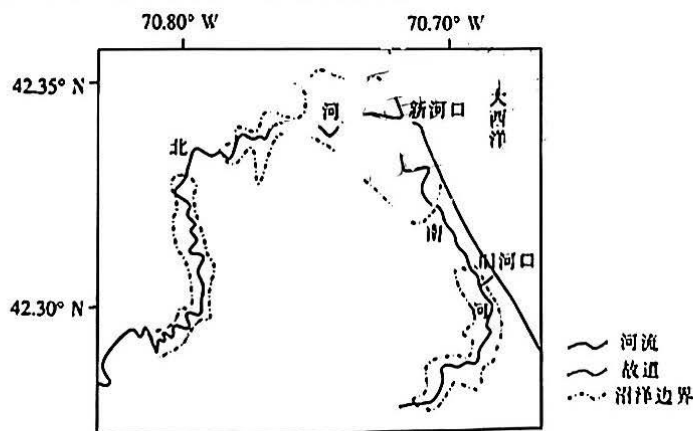 70.80° W
70.70° W
42.35° N
河
新河口
大西洋
北
南
旧河口
42.30° N
河
河流
故道
沼泽边界